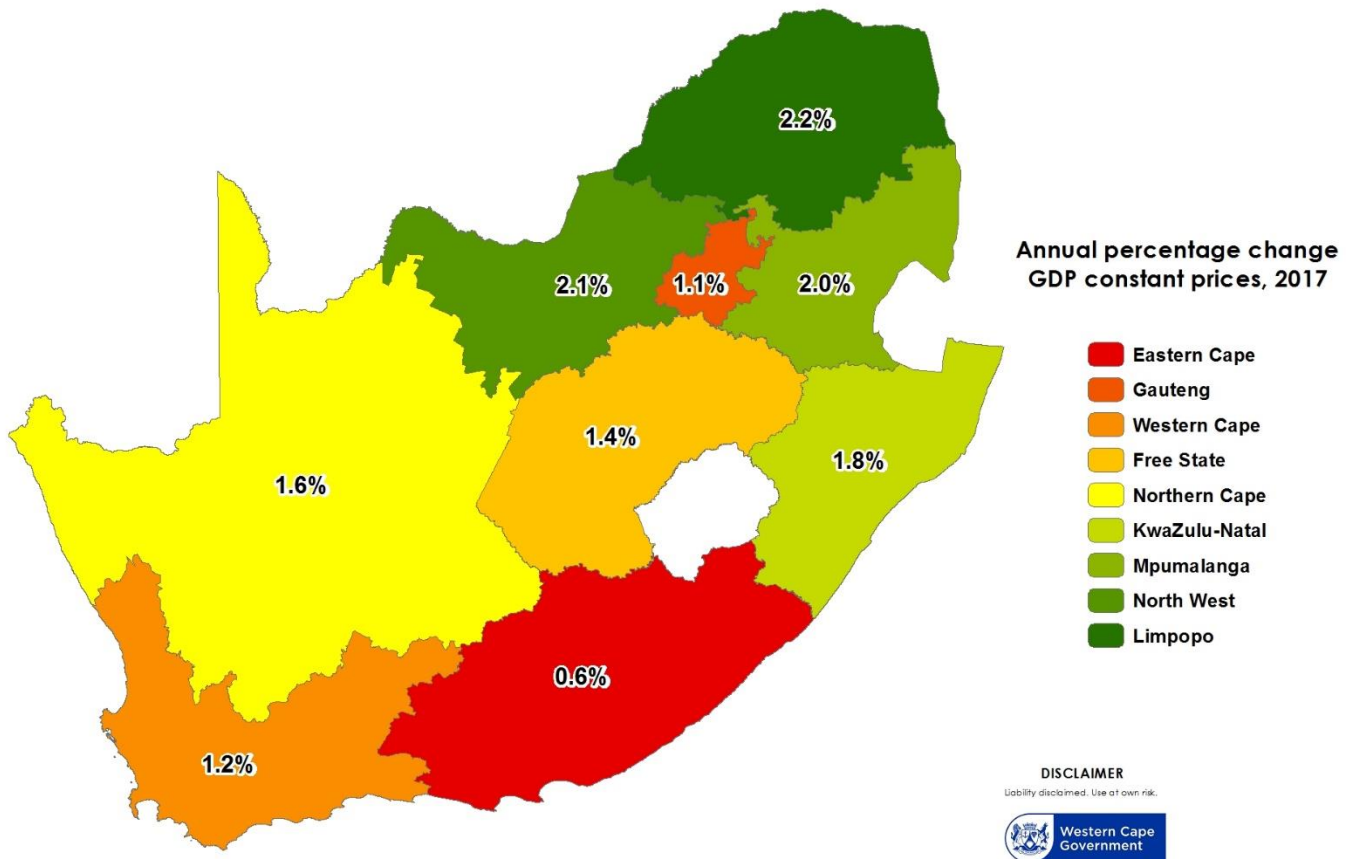 2.2%
2.1%
1.1%
2.0%
1.4%
1.8%
1.6%
0.6%
1.2%
Annual percentage change
GDP constant prices, 2017
Eastern Cape
Gauteng
Western Cape
Free State
Northern Cape
KwaZulu-Natal
Mpumalanga
North West
Limpopo
DISCLAIMER
Liability disclaimed. Use at own risk.
Western Cape
Government